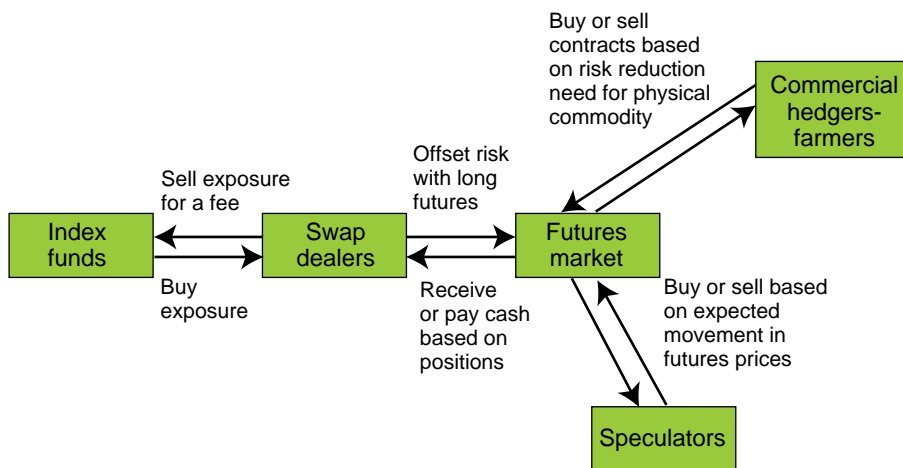 Buy or sell
contracts based
on risk reduction
need for physical
commodity
Commercial
hedgers-
farmers
Offset risk
with long
futures
Sell exposure
for a fee
Index
funds
Swap
dealers
Futures
market
Buy
exposure
Receive
or pay cash
based on
positions
Buy or sell based
on expected
movement in
futures prices
Speculators